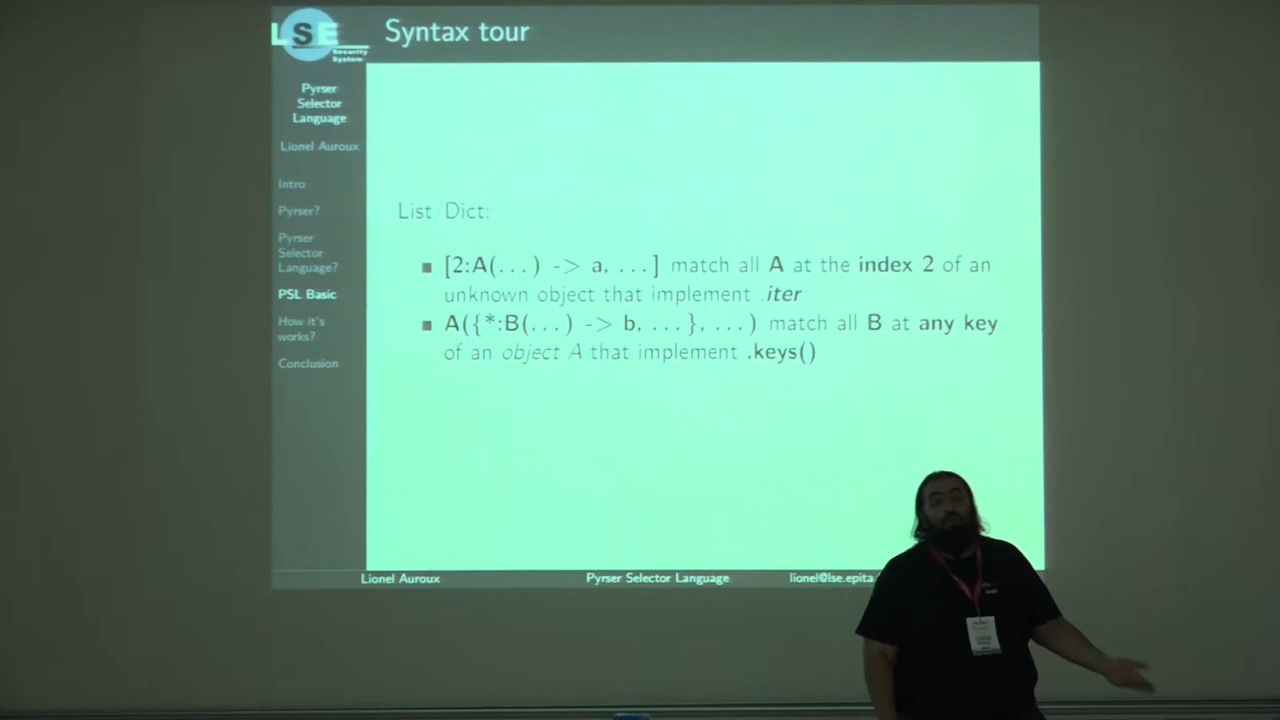 LSE
Security
System
Syntax tour
Pyrser
Selector
Language
Lionel Auroux
Intro
Pyrser?
Pyrser
Selector
Language?
PSL Basic
How it's
works?
Conclusion
List/Dict:
[2:A(...) -> a, ...] match all A at the index 2 of an
unknown object that implement .iter
A({*:B(...) -> b, ...}, ...) match all B at any key
of an object A that implement .keys()
Lionel Auroux
Pyrser Selector Language
lionel@lse.epita